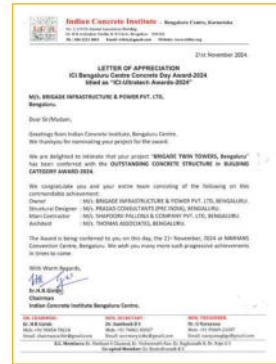 Indian Concrete Institute - Bengaluru Centre, Karnataka
21st November 2024
LETTER OF APPRECIATION
ICI Bengaluru Centre Concrete Day Award-2024
titled as "ICI-Ultratech Awards-2024"
M/s. BRIGADE INFRASTRUCTURE & POWER PVT. LTD,
Bengaluru.
Dear Sir/Madam,
Greetings from Indian Concrete Institute, Bengaluru Centre.
We thank you for nominating your project for the award.
We are delighted to intimate that your project "BRIGADE TWIN TOWERS, Bengaluru"
has been conferred with the OUTSTANDING CONCRETE STRUCTURE in BUILDING
CATEGORY AWARD-2024.
We congratulate you and your entire team consisting of the following on this
commendable achievement:
Owner : M/s. BRIGADE INFRASTRUCTURE & POWER PVT. LTD, BENGALURU.
Structural Designer : M/s. PRASAD CONSULTANTS (PRE INDIA), BENGALURU.
Main Contractor : M/s. SHAPOORJI PALLONJI & COMPANY PVT. LTD, BENGALURU.
Architect : M/s. THOMAS ASSOCIATES, BENGALURU.
The Award is being conferred to you on this day, the 21st November, 2024 at NIMHANS
Convention Centre, Bengaluru. We wish you many more such progressive achievements
in times to come.
With Warm Regards,
Dr.H.R.Girish
Chairman
Indian Concrete Institute Bengaluru Centre.